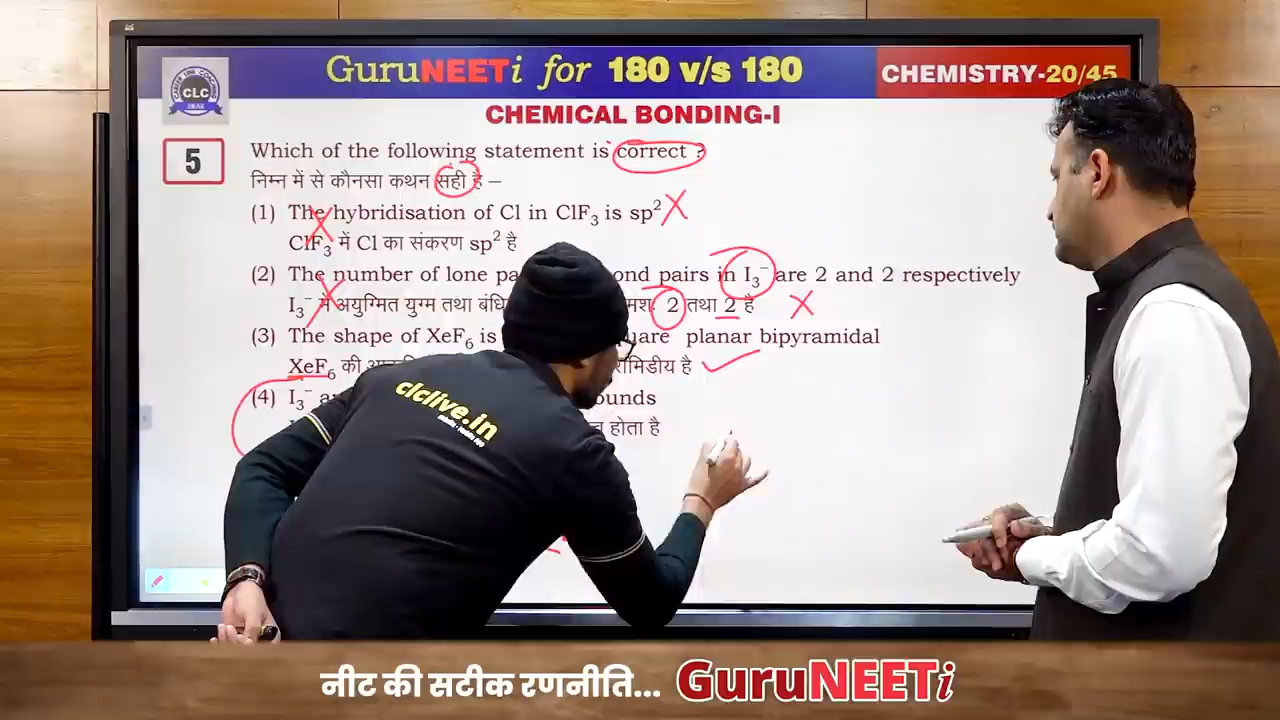 GuruNEETi for 180 v/s 180
CHEMISTRY-20/45
CLC
CHEMICAL BONDING-I
5
Which of the following statement is correct ?
निम्न में से कौनसा कथन सही है –
(1) The hybridisation of Cl in ClF₃ is sp²
ClF₃ में Cl का संकरण sp² है
(2) The number of lone ond pairs in I₃⁻ are 2 and 2 respectively
I₃⁻ में अयुग्मित युग्म तथा 2 तथा 2 है
(3) The shape of XeF₆ is planar bipyramidal
XeF₆ की है
(4) I₃⁻
होता है
clclive.in
नीट की सटीक रणनीति... GuruNEETi